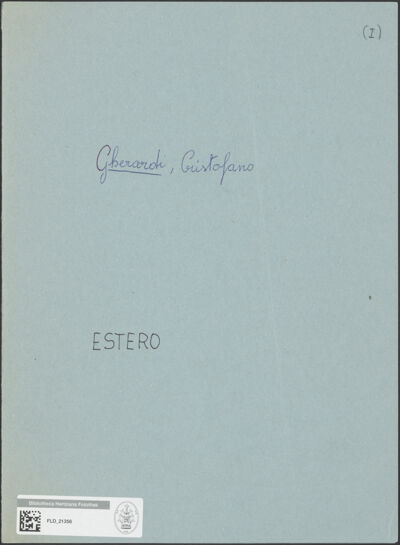 (I)
Gherardi, Cristofano
ESTERO
Bibliotheca Hertziana Fotothek
FLD_21356